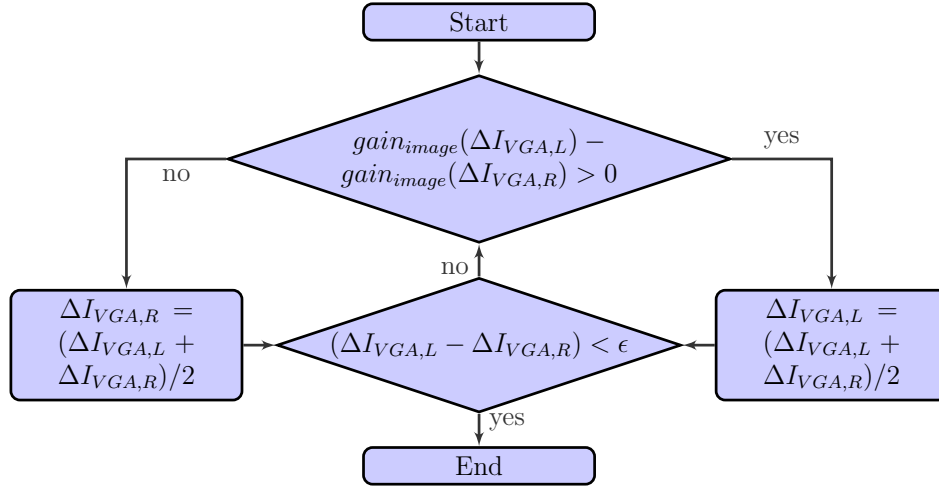 Start
gain_{image}(ΔI_{VGA,L}) −
gain_{image}(ΔI_{VGA,R}) > 0
yes
no
no
ΔI_{VGA,R} =
(ΔI_{VGA,L} +
ΔI_{VGA,R})/2
(ΔI_{VGA,L} − ΔI_{VGA,R}) < ϵ
ΔI_{VGA,L} =
(ΔI_{VGA,L} +
ΔI_{VGA,R})/2
yes
End